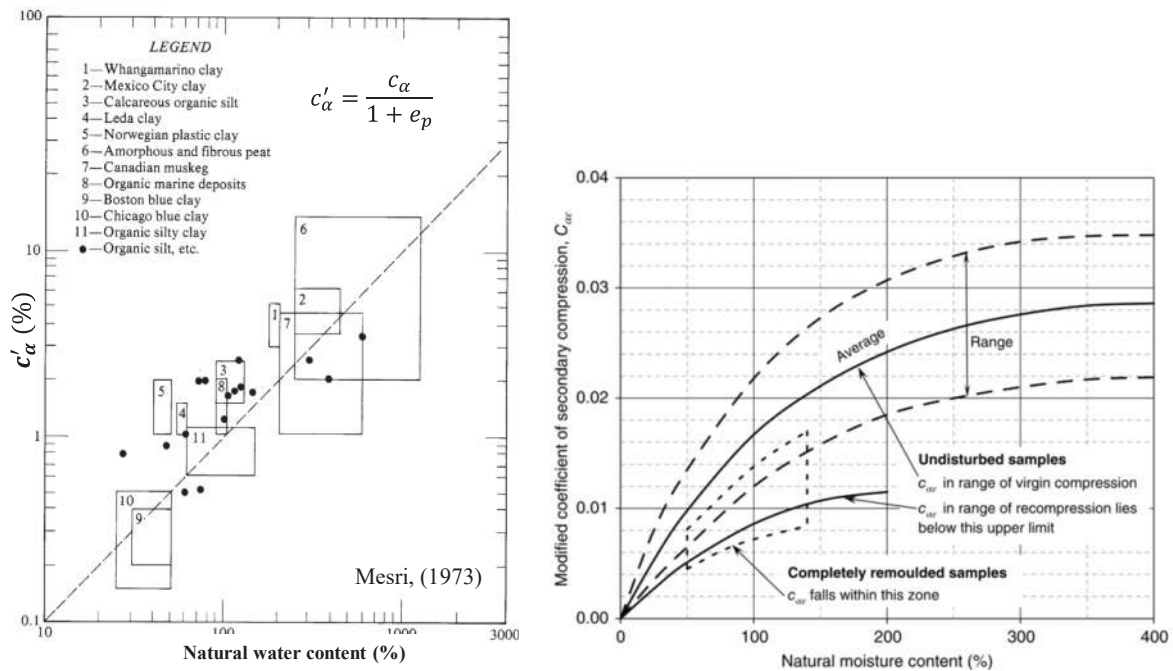 100
LEGEND
1—Whangamarino clay
2—Mexico City clay
3—Calcareous organic silt
4—Leda clay
5—Norwegian plastic clay
6—Amorphous and fibrous peat
7—Canadian muskeg
8—Organic marine deposits
9—Boston blue clay
10—Chicago blue clay
11—Organic silty clay
●—Organic silt, etc.
c′α = cα / (1 + ep)
10
1
0.1
c′α (%)
6
2
1
7
3
5
8
4
11
10
9
Mesri, (1973)
10
100
1000
3000
Natural water content (%)
Modified coefficient of secondary compression, Cαε
0.04
0.03
0.02
0.01
0.00
Average
Range
Undisturbed samples
cαε in range of virgin compression
cαε in range of recompression lies
below this upper limit
Completely remoulded samples
cαε falls within this zone
0
100
200
300
400
Natural moisture content (%)